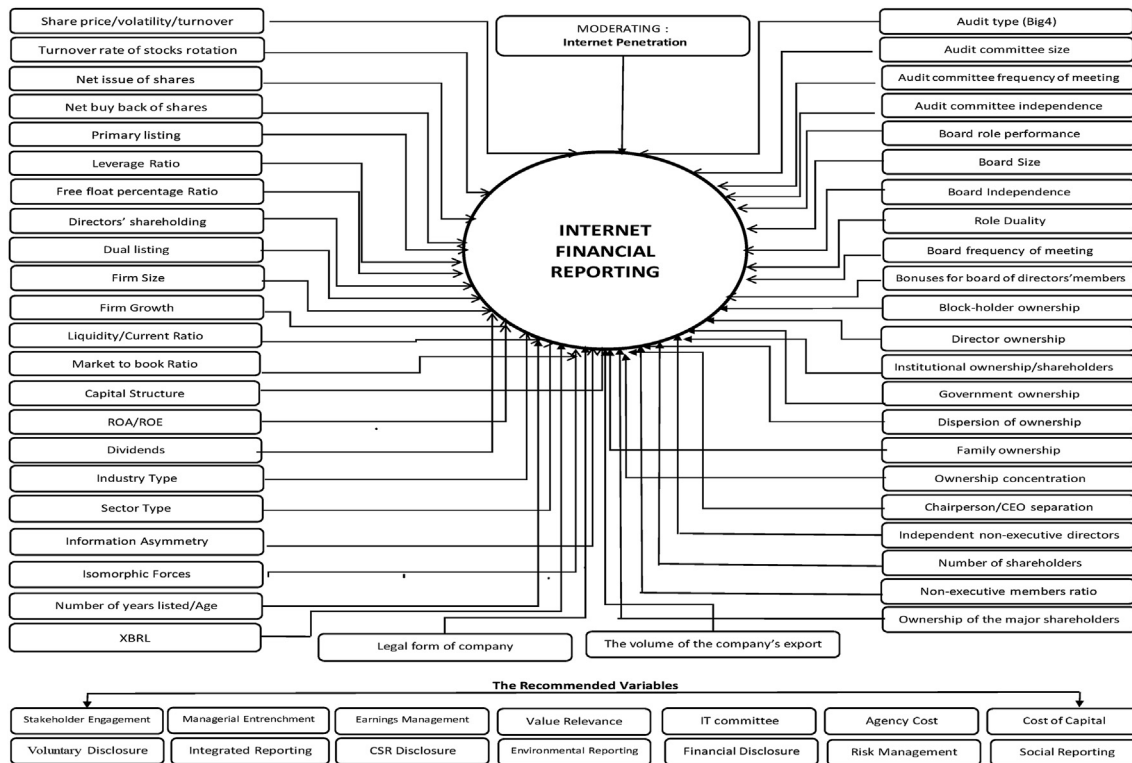 Share price/volatility/turnover
Turnover rate of stocks rotation
Net issue of shares
Net buy back of shares
Primary listing
Leverage Ratio
Free float percentage Ratio
Directors' shareholding
Dual listing
Firm Size
Firm Growth
Liquidity/Current Ratio
Market to book Ratio
Capital Structure
ROA/ROE
Dividends
Industry Type
Sector Type
Information Asymmetry
Isomorphic Forces
Number of years listed/Age
XBRL
MODERATING :
Internet Penetration
INTERNET
FINANCIAL
REPORTING
Legal form of company
The volume of the company's export
Audit type (Big4)
Audit committee size
Audit committee frequency of meeting
Audit committee independence
Board role performance
Board Size
Board Independence
Role Duality
Board frequency of meeting
Bonuses for board of directors'members
Block-holder ownership
Director ownership
Institutional ownership/shareholders
Government ownership
Dispersion of ownership
Family ownership
Ownership concentration
Chairperson/CEO separation
Independent non-executive directors
Number of shareholders
Non-executive members ratio
Ownership of the major shareholders
The Recommended Variables
Stakeholder Engagement
Managerial Entrenchment
Earnings Management
Value Relevance
IT committee
Agency Cost
Cost of Capital
Voluntary Disclosure
Integrated Reporting
CSR Disclosure
Environmental Reporting
Financial Disclosure
Risk Management
Social Reporting